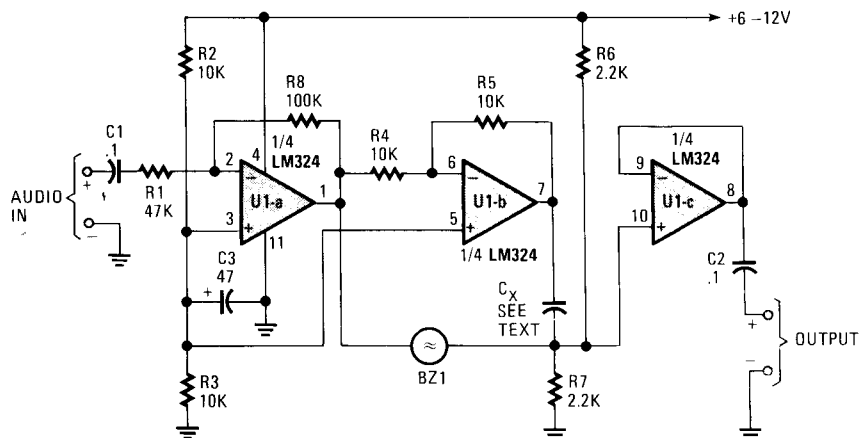 +6 –12V
R2
10K
R6
2.2K
R8
100K
R5
10K
C1
.1
1/4
LM324
R4
10K
1/4
LM324
AUDIO
IN
+
−
R1
47K
2
4
−
U1-a
1
3
+
11
6
−
U1-b
7
5
+
1/4 LM324
9
−
U1-c
8
10
+
C3
47
+
C2
.1
CX
SEE
TEXT
≈
BZ1
R3
10K
R7
2.2K
+
−
OUTPUT